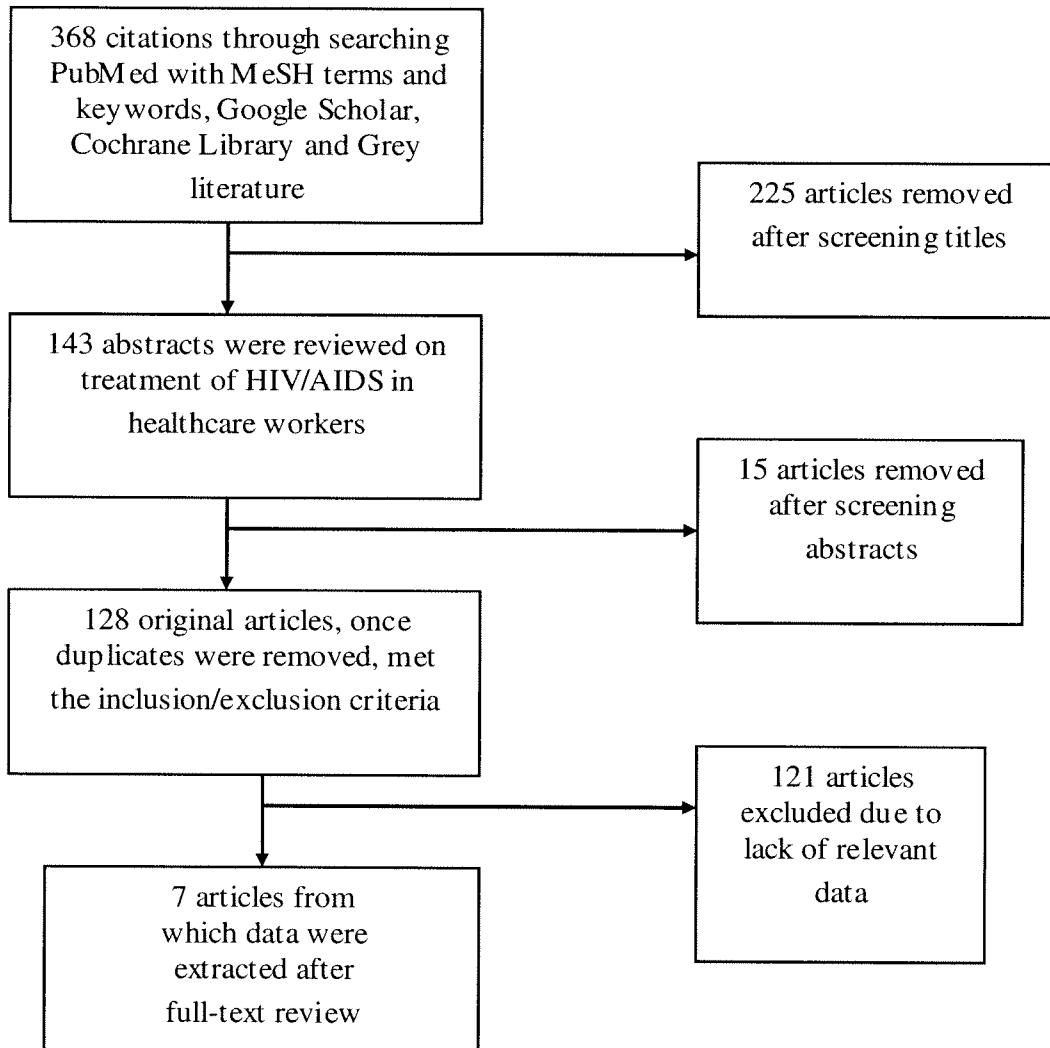 368 citations through searching
PubMed with MeSH terms and
keywords, Google Scholar,
Cochrane Library and Grey
literature
225 articles removed
after screening titles
143 abstracts were reviewed on
treatment of HIV/AIDS in
healthcare workers
15 articles removed
after screening
abstracts
128 original articles, once
duplicates were removed, met
the inclusion/exclusion criteria
121 articles
excluded due to
lack of relevant
data
7 articles from
which data were
extracted after
full-text review